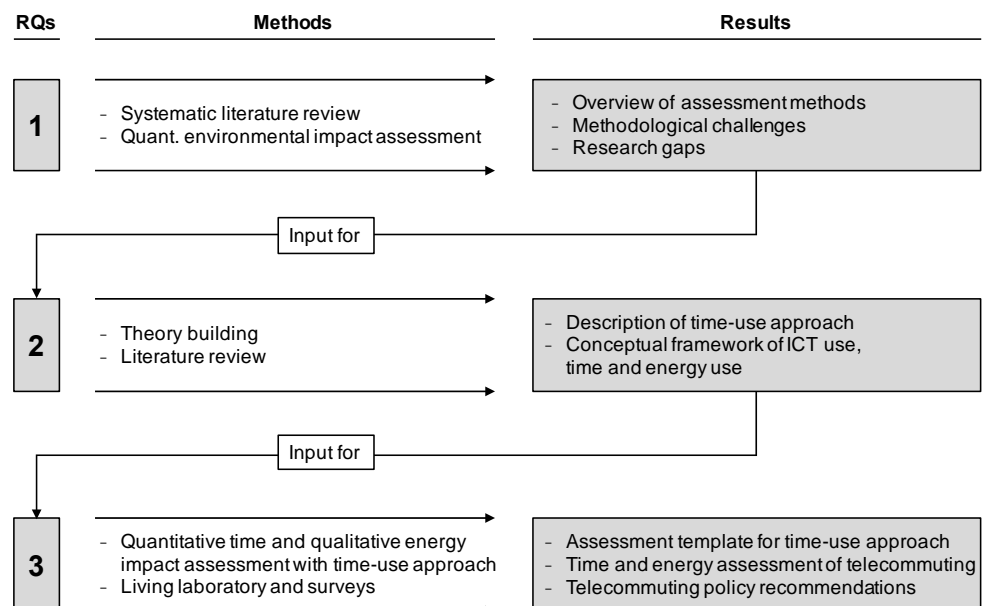 RQs Methods Results
1
- Systematic literature review
- Quant. environmental impact assessment
- Overview of assessment methods
- Methodological challenges
- Research gaps
Input for
2
- Theory building
- Literature review
- Description of time-use approach
- Conceptual framework of ICT use,
time and energy use
Input for
3
- Quantitative time and qualitative energy
impact assessment with time-use approach
- Living laboratory and surveys
- Assessment template for time-use approach
- Time and energy assessment of telecommuting
- Telecommuting policy recommendations